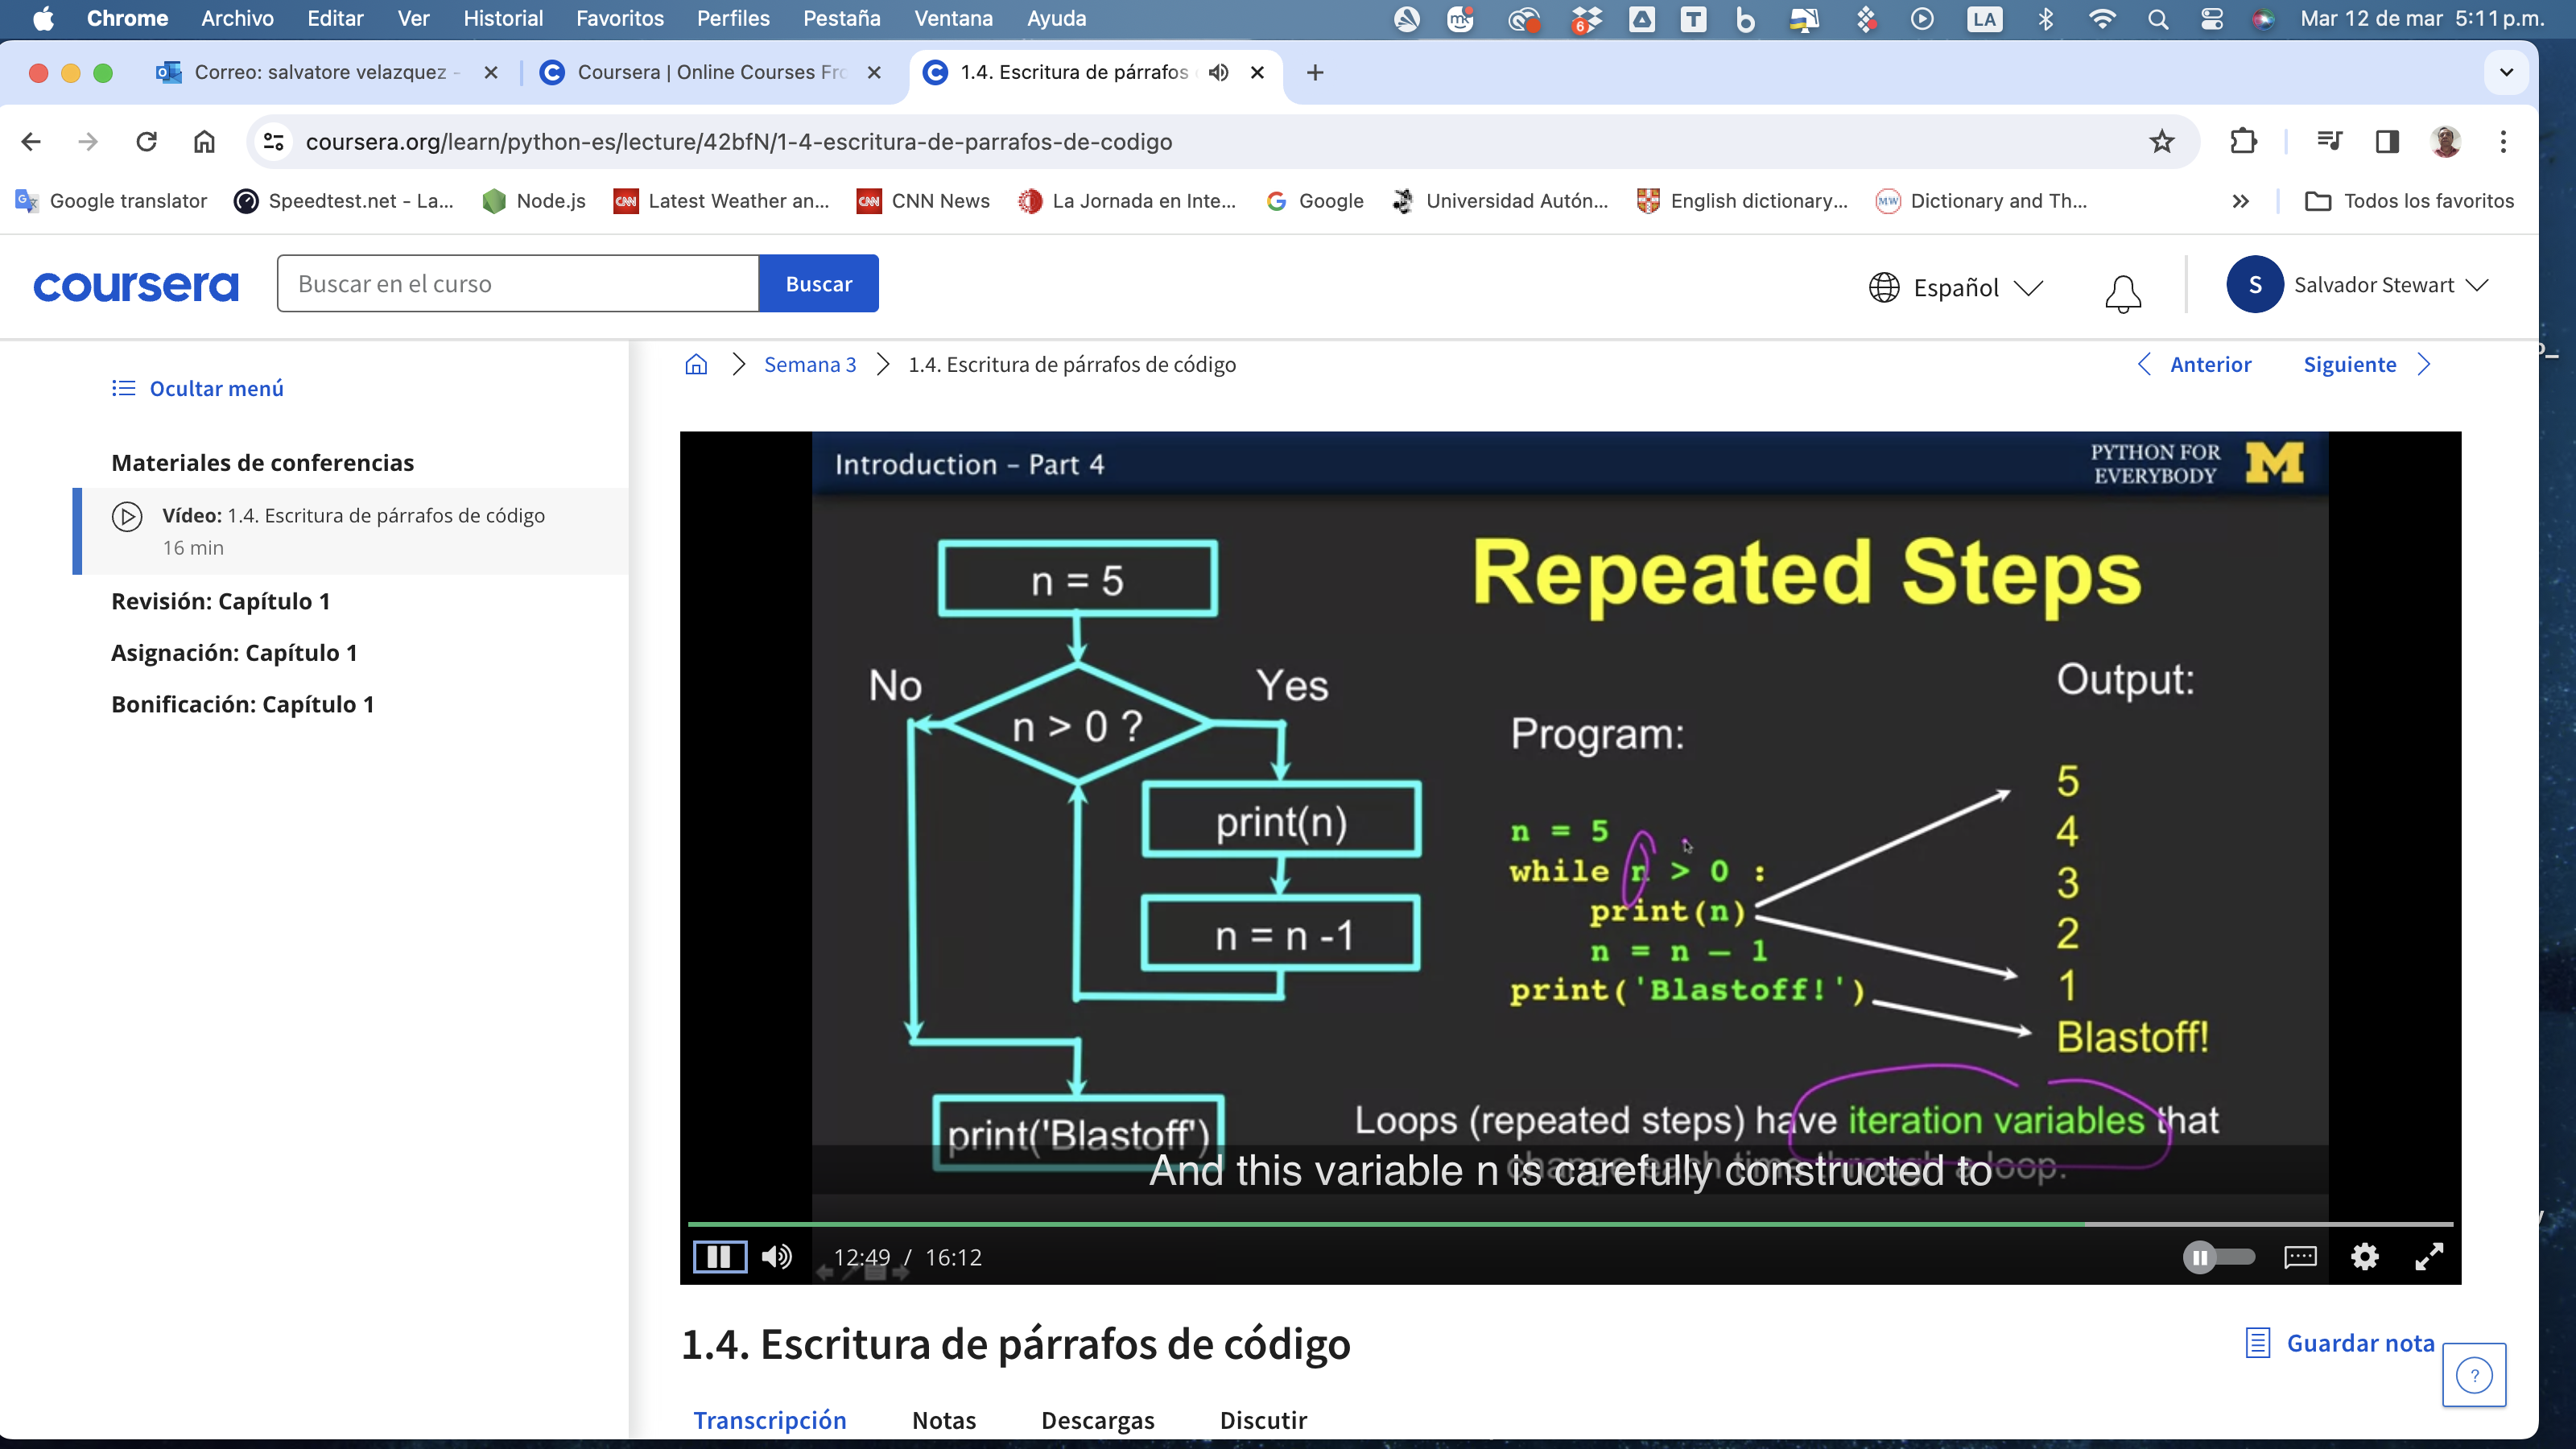 Chrome Archivo Editar Ver Historial Favoritos Perfiles Pestaña Ventana Ayuda
6 T b LA Mar 12 de mar 5:11 p.m.
Correo: salvatore velazquez -
Coursera | Online Courses Fro
1.4. Escritura de párrafos
coursera.org/learn/python-es/lecture/42bfN/1-4-escritura-de-parrafos-de-codigo
Google translator Speedtest.net - La... Node.js Latest Weather an... CNN News La Jornada en Inte... Google Universidad Autón... English dictionary... Dictionary and Th... Todos los favoritos
coursera Buscar en el curso Buscar Español S Salvador Stewart
Semana 3 1.4. Escritura de párrafos de código Anterior Siguiente
Ocultar menú
Materiales de conferencias
Vídeo: 1.4. Escritura de párrafos de código
16 min
Revisión: Capítulo 1
Asignación: Capítulo 1
Bonificación: Capítulo 1
Introduction – Part 4
PYTHON FOR
EVERYBODY
M
Repeated Steps
n = 5
No
Yes
n > 0 ?
print(n)
n = n -1
print('Blastoff')
Program:
n = 5
while n > 0 :
print(n)
n = n – 1
print('Blastoff!')
Output:
5
4
3
2
1
Blastoff!
Loops (repeated steps) have iteration variables that
change each time through a loop.
And this variable n is carefully constructed to
12:49 / 16:12
1.4. Escritura de párrafos de código
Guardar nota
?
Transcripción Notas Descargas Discutir